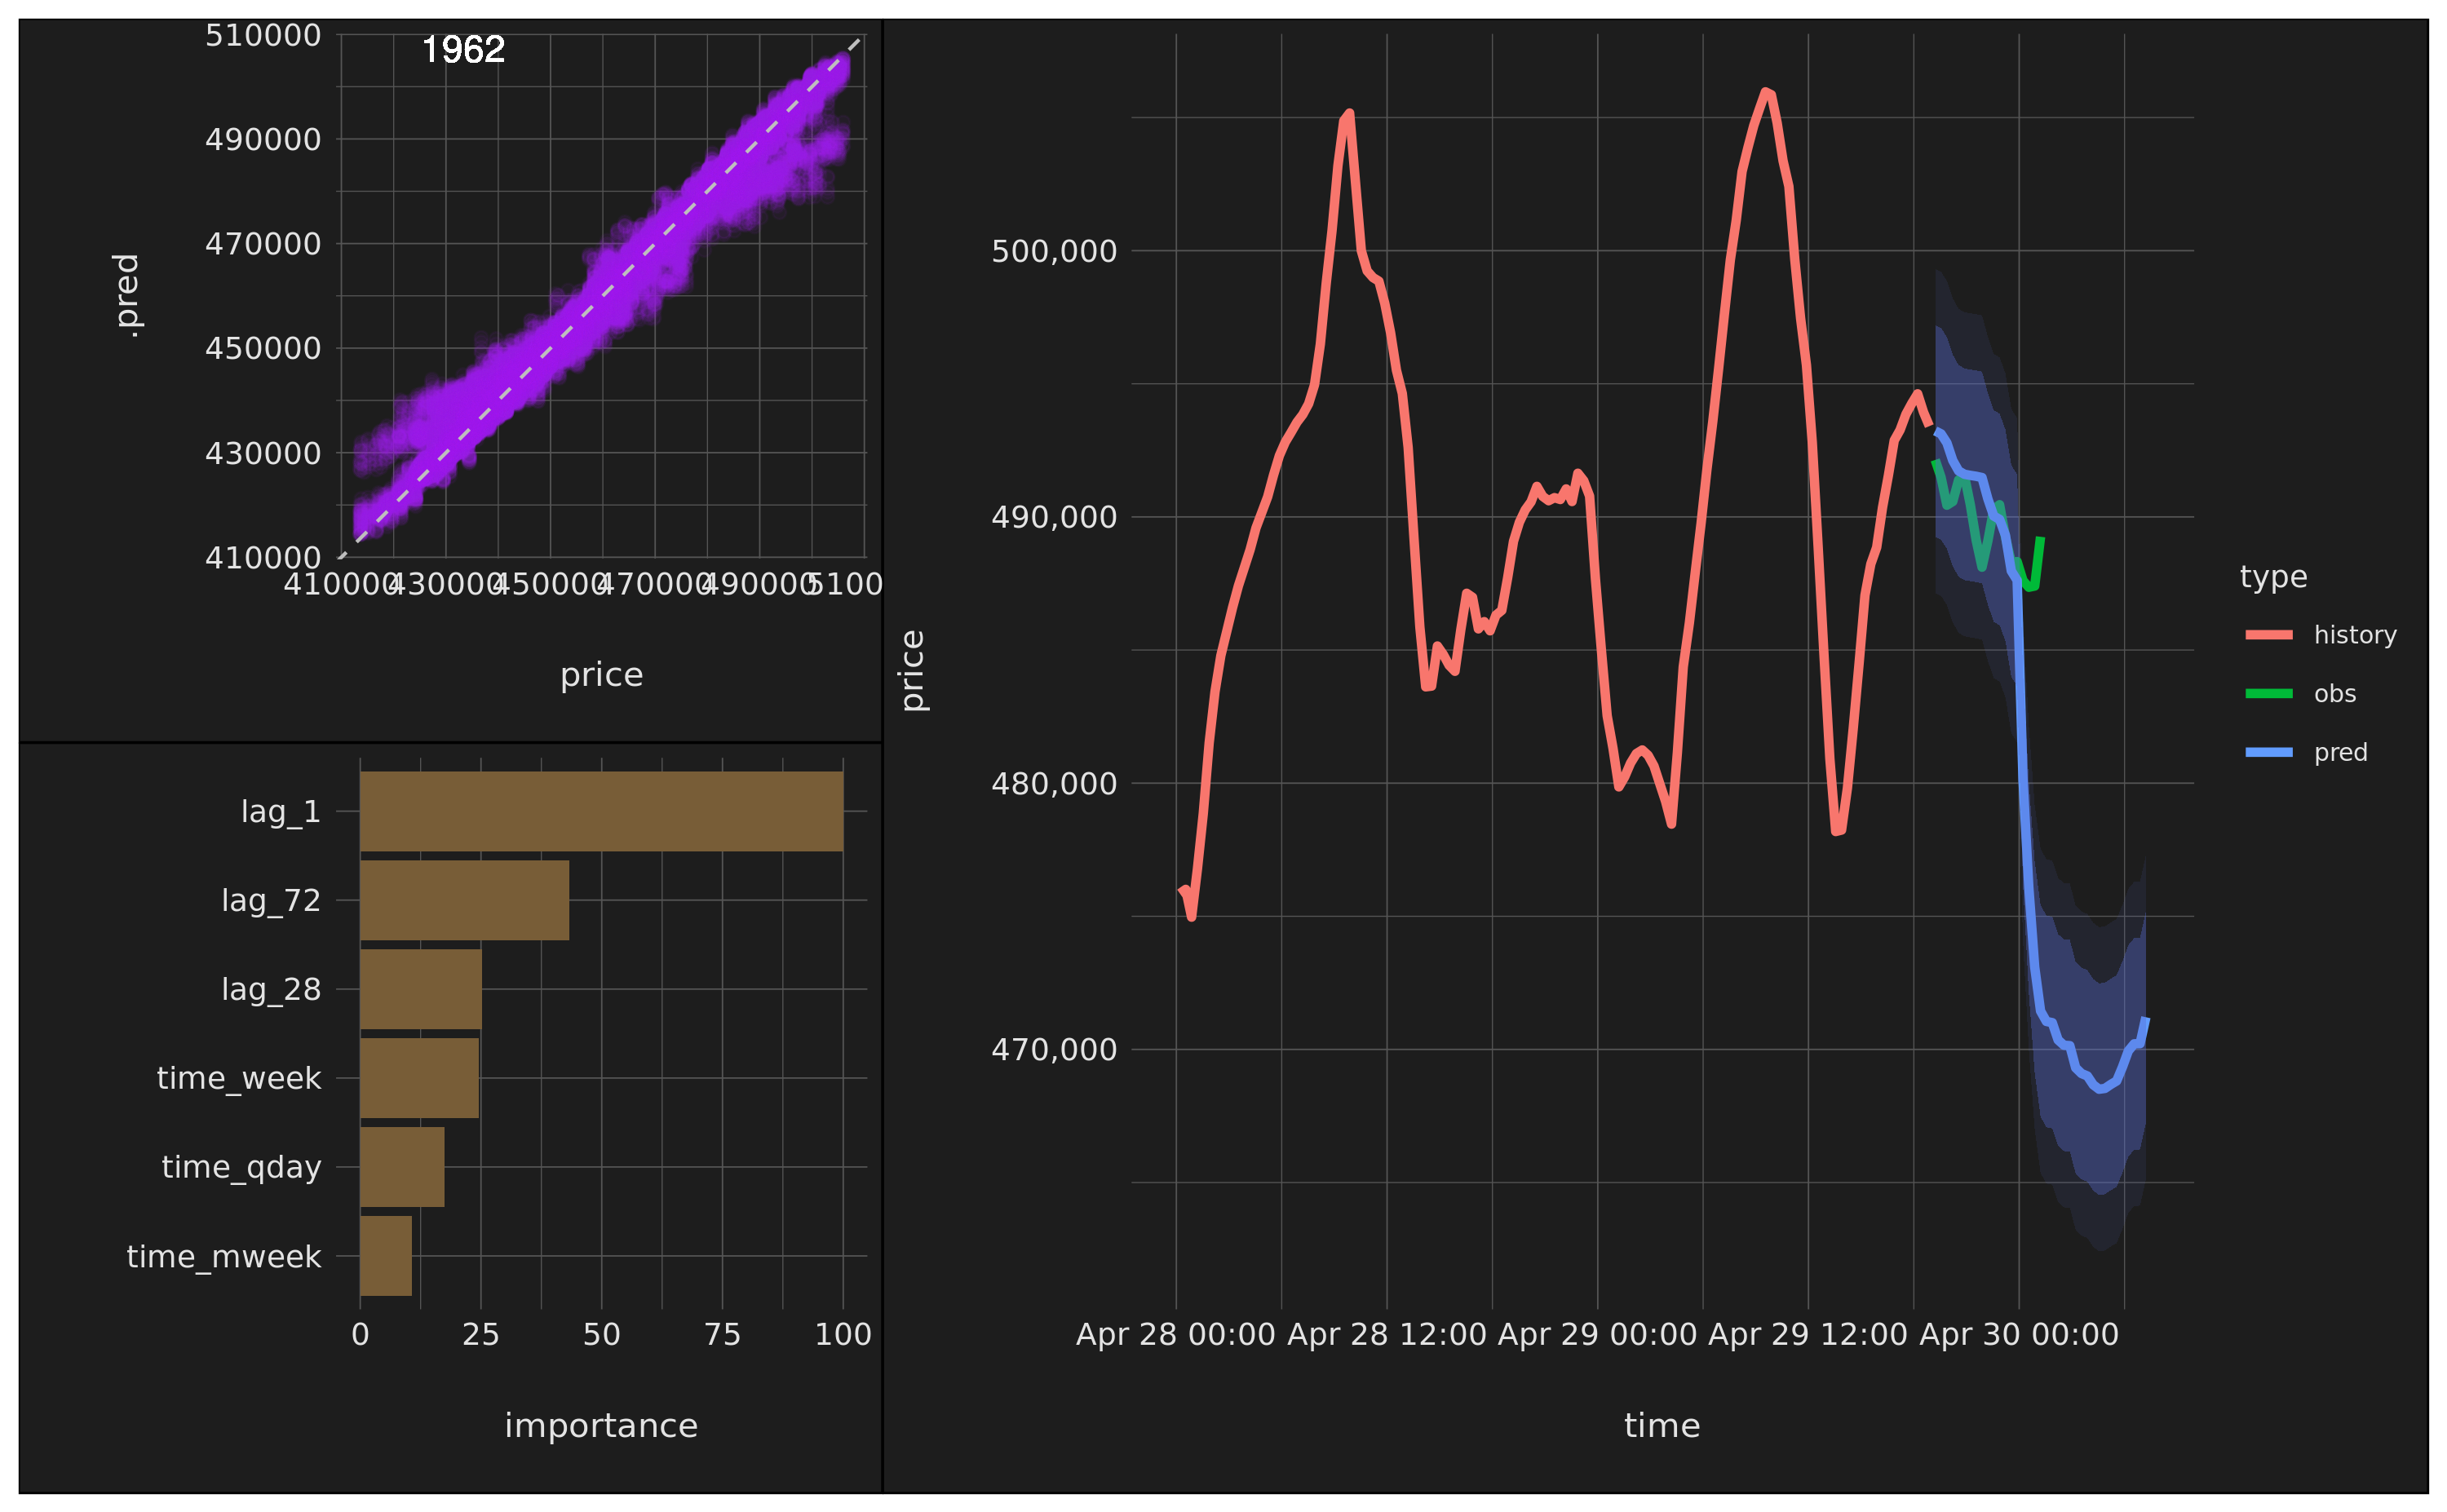 1962
510000
490000
470000
450000
430000
410000
.pred
410000 430000 450000 470000 490000 5100
price
lag_1
lag_72
lag_28
time_week
time_qday
time_mweek
0 25 50 75 100
importance
500,000
490,000
480,000
470,000
price
Apr 28 00:00 Apr 28 12:00 Apr 29 00:00 Apr 29 12:00 Apr 30 00:00
time
type
history
obs
pred